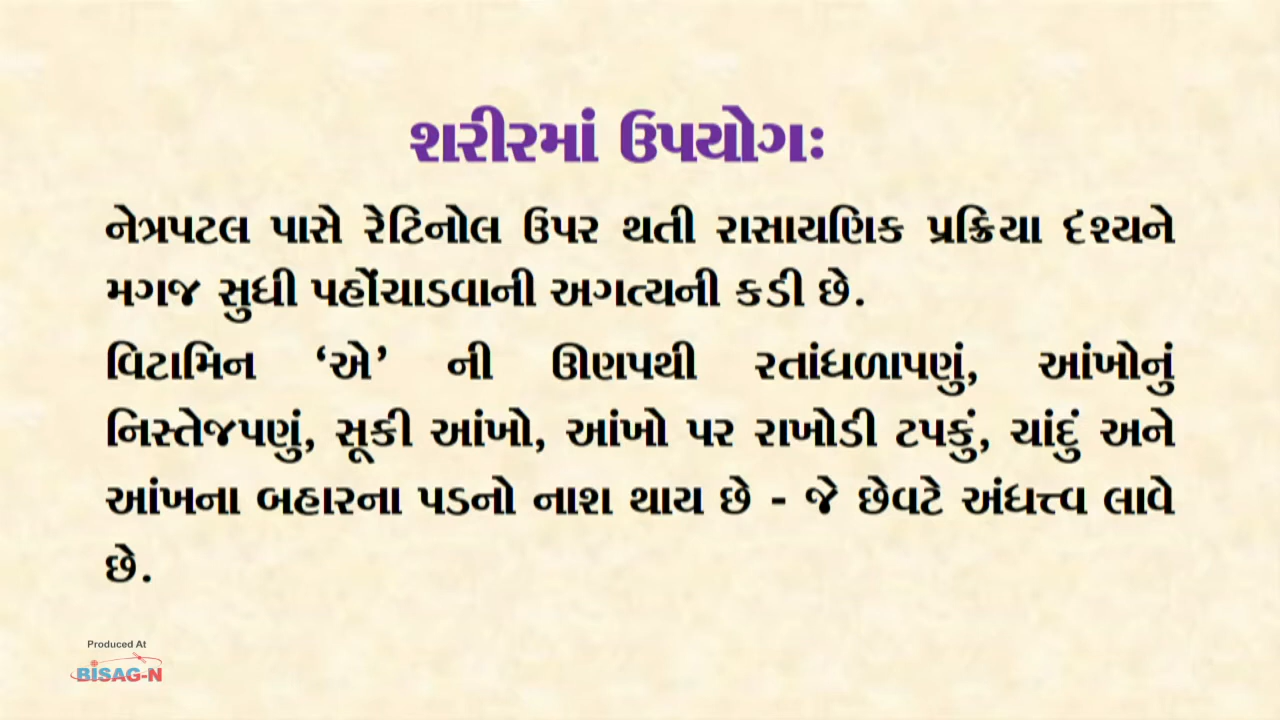 શરીરમાં ઉપયોગઃ
નેત્રપટલ પાસે રેટિનોલ ઉપર થતી રાસાયણિક પ્રક્રિયા દૃશ્યને
મગજ સુધી પહોંચાડવાની અગત્યની કડી છે.
વિટામિન ‘એ’ ની ઊણપથી રતાંધળાપણું, આંખોનું
નિસ્તેજપણું, સૂકી આંખો, આંખો પર રાખોડી ટપકું, ચાંદું અને
આંખના બહારના પડનો નાશ થાય છે - જે છેવટે અંધત્ત્વ લાવે
છે.
Produced At
BISAG-N